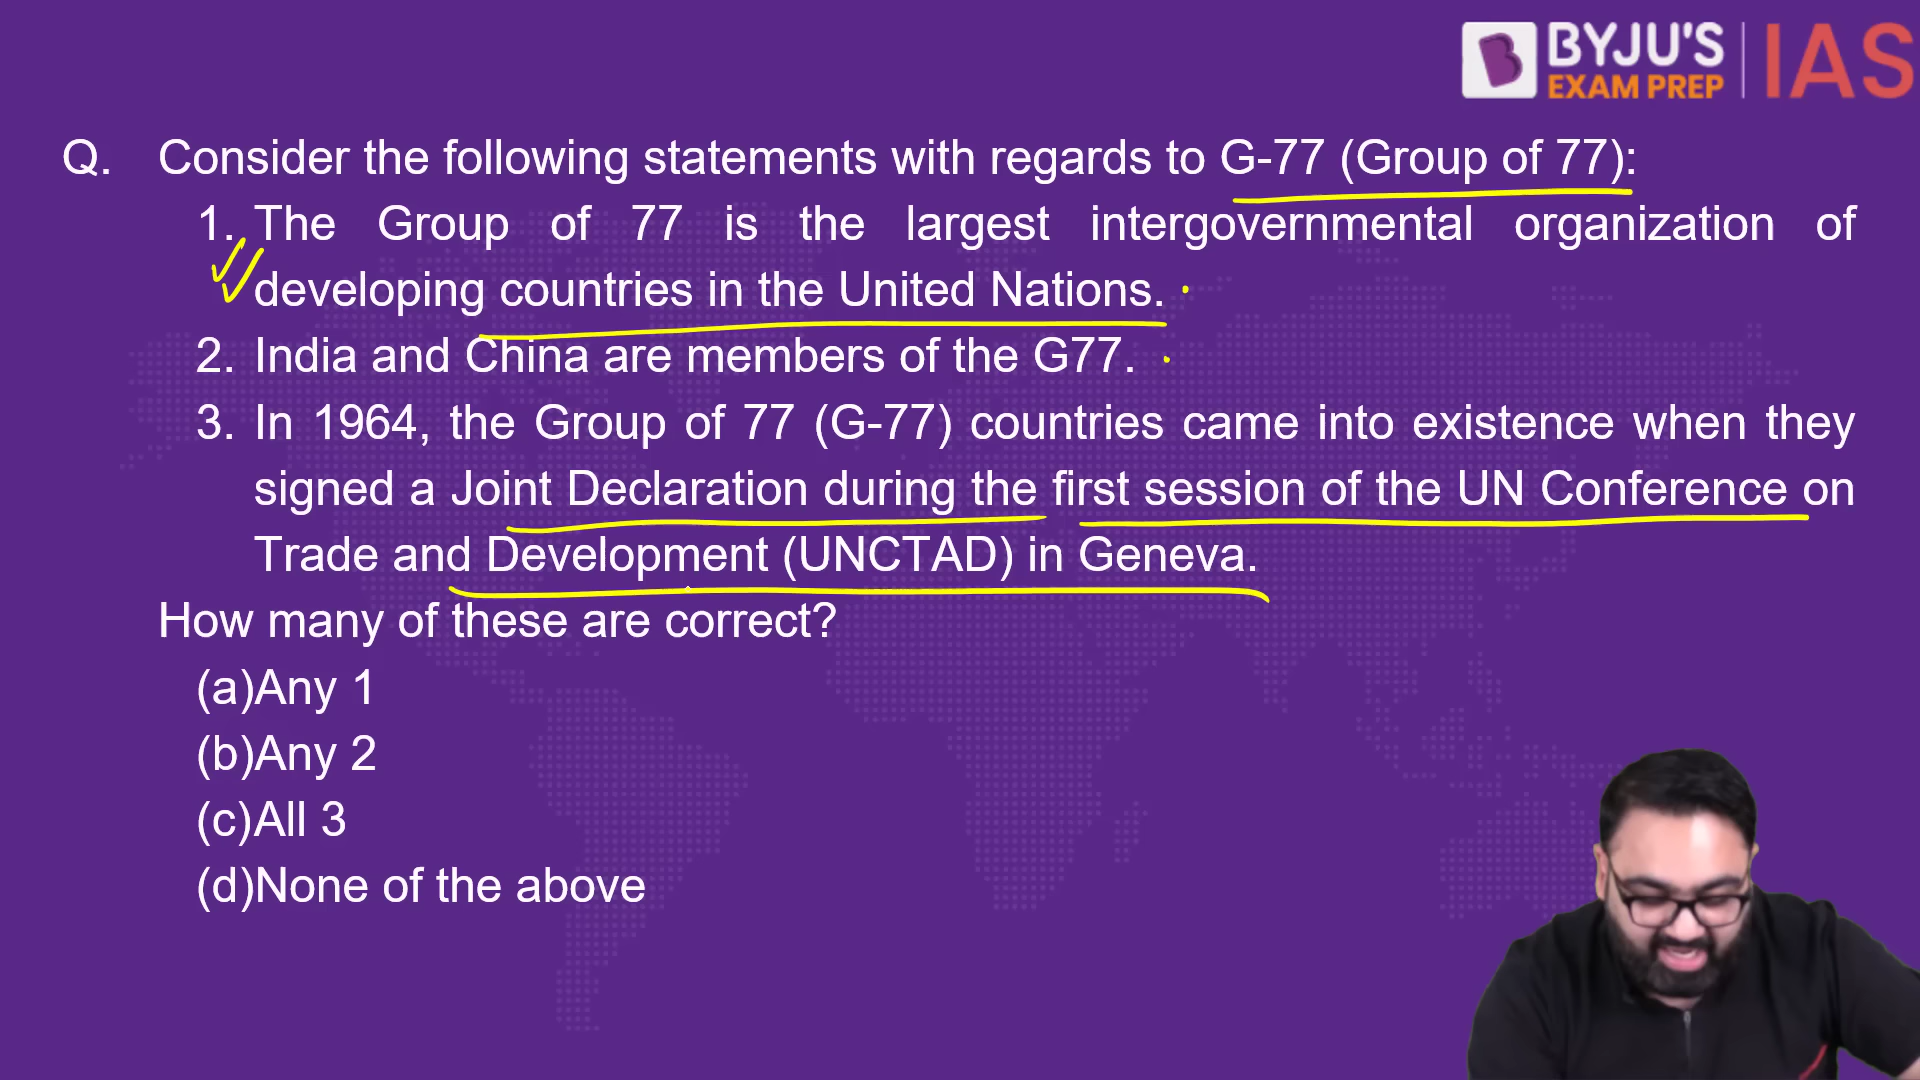 BYJU'S
EXAM PREP
IAS
Q. Consider the following statements with regards to G-77 (Group of 77):
1. The Group of 77 is the largest intergovernmental organization of
developing countries in the United Nations.
2. India and China are members of the G77.
3. In 1964, the Group of 77 (G-77) countries came into existence when they
signed a Joint Declaration during the first session of the UN Conference on
Trade and Development (UNCTAD) in Geneva.
How many of these are correct?
(a)Any 1
(b)Any 2
(c)All 3
(d)None of the above